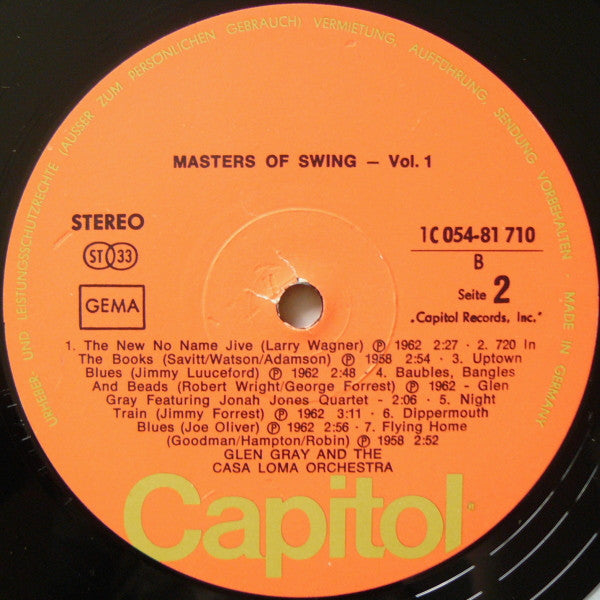 URHEBER- UND LEISTUNGSSCHUTZRECHTE (AUSSER ZUM PERSÖNLICHEN GEBRAUCH) VERMIETUNG, AUFFÜHRUNG, SENDUNG VORBEHALTEN · MADE IN GERMANY
MASTERS OF SWING – Vol. 1
STEREO
ST 33
GEMA
1C 054-81 710
B
Seite 2
„Capitol Records, Inc."
1. The New No Name Jive (Larry Wagner) Ⓟ 1962 2:27 · 2. 720 In
The Books (Savitt/Watson/Adamson) Ⓟ 1958 2:54 · 3. Uptown
Blues (Jimmy Luuceford) Ⓟ 1962 2:48 · 4. Baubles, Bangles
And Beads (Robert Wright/George Forrest) Ⓟ 1962 - Glen
Gray Featuring Jonah Jones Quartet - 2:06 · 5. Night
Train (Jimmy Forrest) Ⓟ 1962 3:11 · 6. Dippermouth
Blues (Joe Oliver) Ⓟ 1962 2:56 · 7. Flying Home
(Goodman/Hampton/Robin) Ⓟ 1958 2:52
GLEN GRAY AND THE
CASA LOMA ORCHESTRA
Capitol®